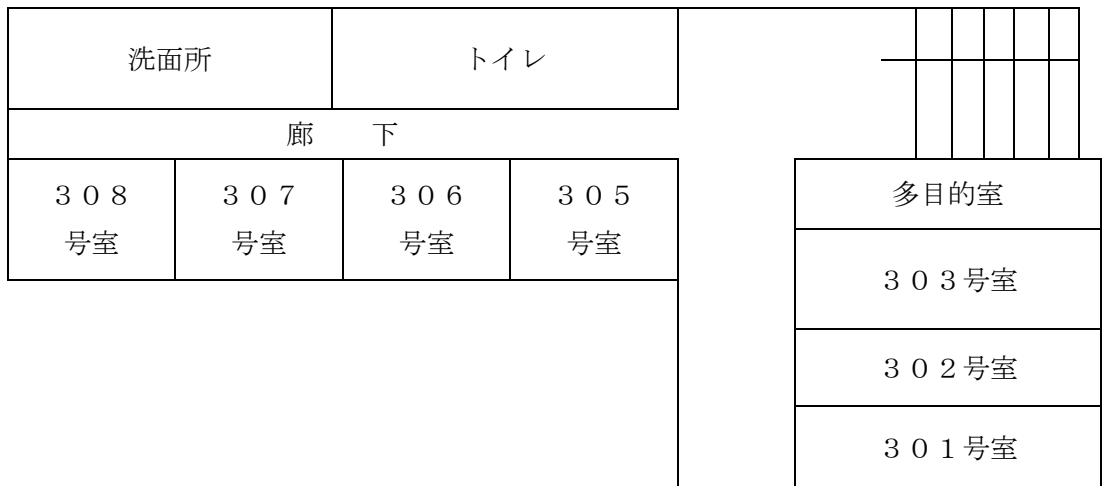 洗面所
トイレ
廊　　下
３０８
号室
３０７
号室
３０６
号室
３０５
号室
多目的室
３０３号室
３０２号室
３０１号室